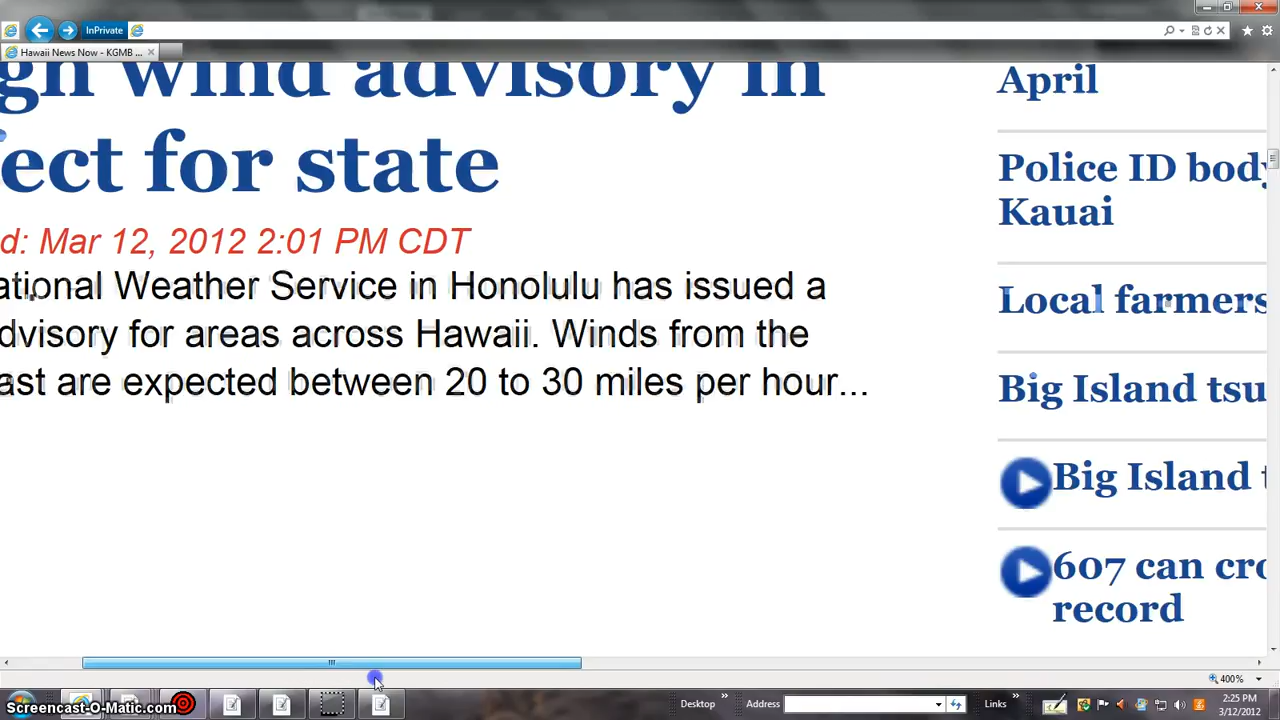 InPrivate
Hawaii News Now - KGMB ...
gh wind advisory in
fect for state
d: Mar 12, 2012 2:01 PM CDT
ational Weather Service in Honolulu has issued a
dvisory for areas across Hawaii. Winds from the
ast are expected between 20 to 30 miles per hour...
April
Police ID body
Kauai
Local farmers
Big Island tsu
Big Island t
607 can cro
record
400%
Screencast-O-Matic.com
Desktop
Address
Links
2:25 PM
3/12/2012